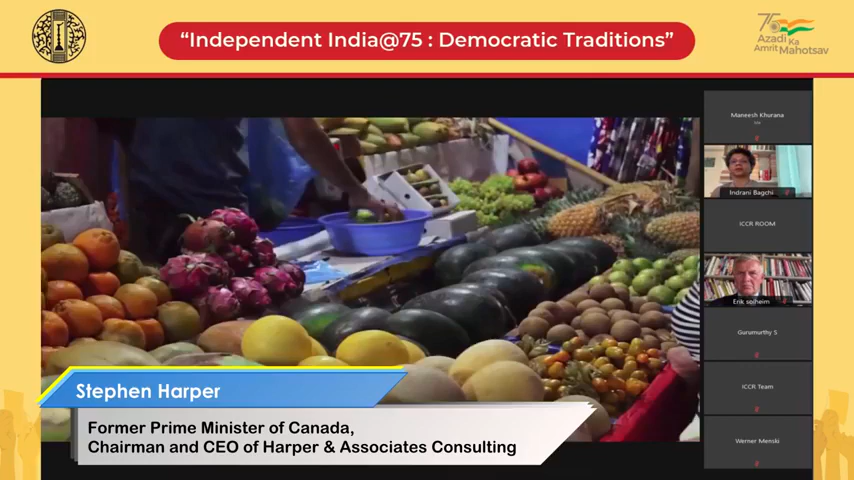 “Independent India@75 : Democratic Traditions”
75
Azadi
Ka
Amrit
Mahotsav
Maneesh Khurana
Indrani Bagchi
ICCR ROOM
Erik solheim
Gurumurthy S
ICCR Team
Werner Menski
Stephen Harper
Former Prime Minister of Canada,
Chairman and CEO of Harper & Associates Consulting